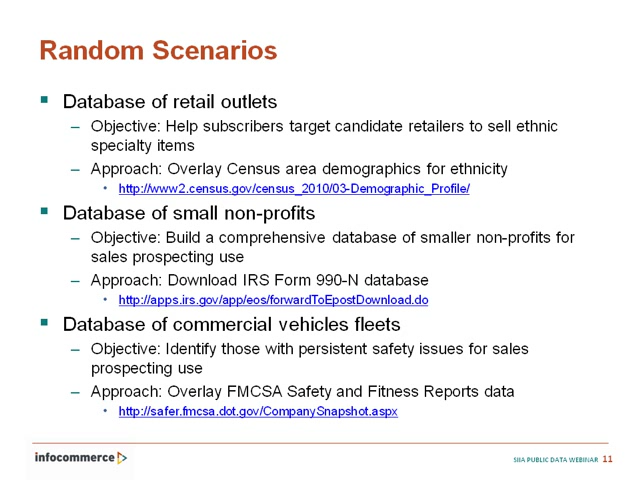 Random Scenarios
Database of retail outlets
– Objective: Help subscribers target candidate retailers to sell ethnic
specialty items
– Approach: Overlay Census area demographics for ethnicity
• http://www2.census.gov/census_2010/03-Demographic_Profile/
Database of small non-profits
– Objective: Build a comprehensive database of smaller non-profits for
sales prospecting use
– Approach: Download IRS Form 990-N database
• http://apps.irs.gov/app/eos/forwardToEpostDownload.do
Database of commercial vehicles fleets
– Objective: Identify those with persistent safety issues for sales
prospecting use
– Approach: Overlay FMCSA Safety and Fitness Reports data
• http://safer.fmcsa.dot.gov/CompanySnapshot.aspx
infocommerce
SIIA PUBLIC DATA WEBINAR 11